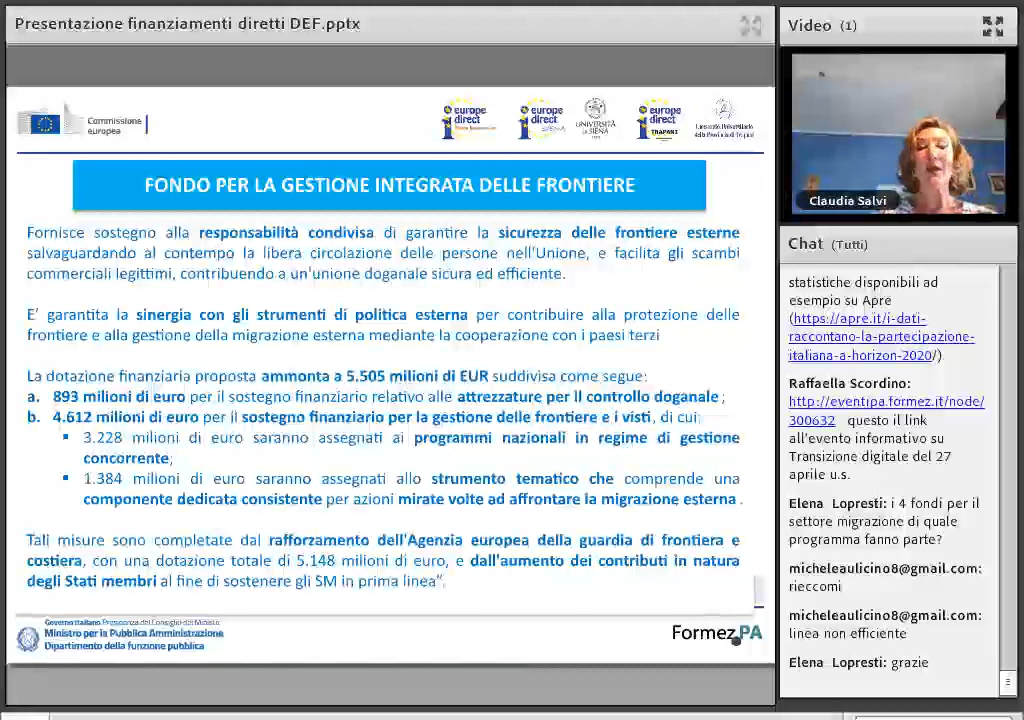 Presentazione finanziamenti diretti DEF.pptx
Commissione
europea
europe
direct
europe
direct
SIENA
UNIVERSITÀ
DI SIENA
europe
direct
TRAPANI
FONDO PER LA GESTIONE INTEGRATA DELLE FRONTIERE
Fornisce sostegno alla responsabilità condivisa di garantire la sicurezza delle frontiere esterne
salvaguardando al contempo la libera circolazione delle persone nell'Unione, e facilita gli scambi
commerciali legittimi, contribuendo a un'unione doganale sicura ed efficiente.
E' garantita la sinergia con gli strumenti di politica esterna per contribuire alla protezione delle
frontiere e alla gestione della migrazione esterna mediante la cooperazione con i paesi terzi
La dotazione finanziaria proposta ammonta a 5.505 milioni di EUR suddivisa come segue:
a. 893 milioni di euro per il sostegno finanziario relativo alle attrezzature per il controllo doganale;
b. 4.612 milioni di euro per il sostegno finanziario per la gestione delle frontiere e i visti, di cui:
▪ 3.228 milioni di euro saranno assegnati ai programmi nazionali in regime di gestione
concorrente;
▪ 1.384 milioni di euro saranno assegnati allo strumento tematico che comprende una
componente dedicata consistente per azioni mirate volte ad affrontare la migrazione esterna .
Tali misure sono completate dal rafforzamento dell'Agenzia europea della guardia di frontiera e
costiera, con una dotazione totale di 5.148 milioni di euro, e dall'aumento dei contributi in natura
degli Stati membri al fine di sostenere gli SM in prima linea".
Governo Italiano Presidenza del Consiglio dei Ministri
Ministro per la Pubblica Amministrazione
Dipartimento della funzione pubblica
Formez PA
Video (1)
Claudia Salvi
Chat (Tutti)
statistiche disponibili ad
esempio su Apre
(https://apre.it/i-dati-
raccontano-la-partecipazione-
italiana-a-horizon-2020/)
Raffaella Scordino:
http://eventipa.formez.it/node/
300632 questo il link
all'evento informativo su
Transizione digitale del 27
aprile u.s.
Elena Lopresti: i 4 fondi per il
settore migrazione di quale
programma fanno parte?
micheleaulicino8@gmail.com:
rieccomi
micheleaulicino8@gmail.com:
linea non efficiente
Elena Lopresti: grazie